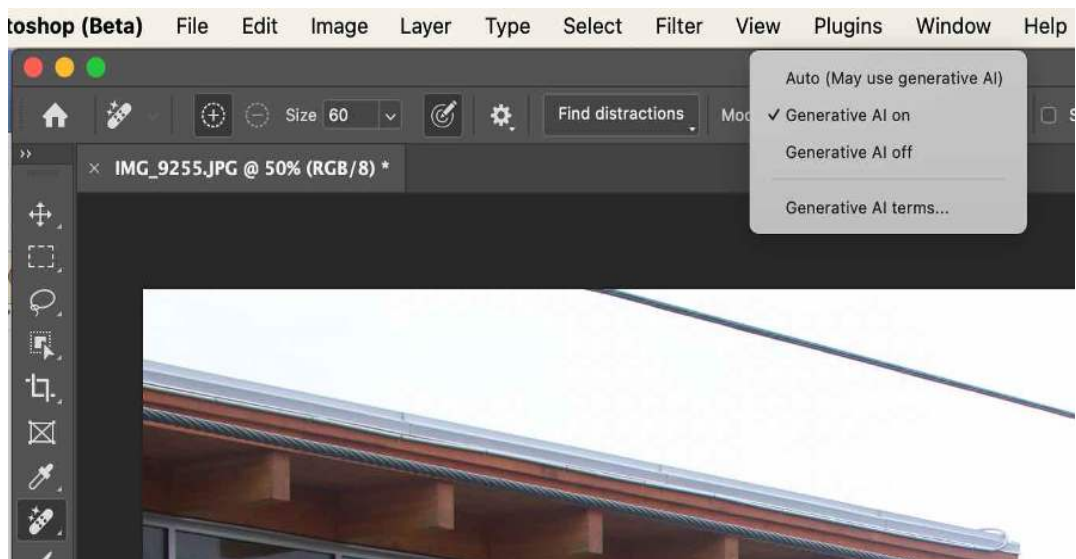 toshop (Beta) File Edit Image Layer Type Select Filter View Plugins Window Help
Size 60 Find distractions
Auto (May use generative AI)
✓ Generative AI on
Generative AI off
Generative AI terms...
× IMG_9255.JPG @ 50% (RGB/8) *